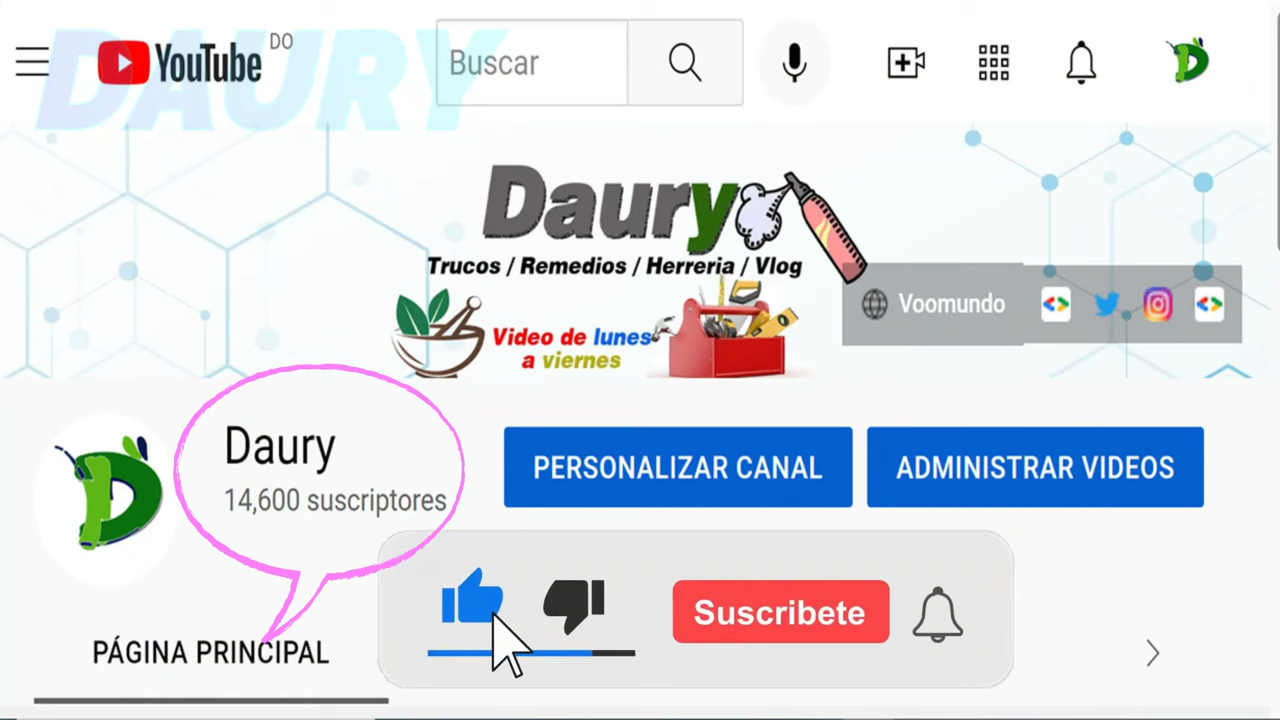 DAURY
YouTube DO
Buscar
Daury
Trucos / Remedios / Herreria / Vlog
Voomundo
Video de lunes
a viernes
Daury
14,600 suscriptores
PERSONALIZAR CANAL
ADMINISTRAR VIDEOS
Suscribete
PÁGINA PRINCIPAL